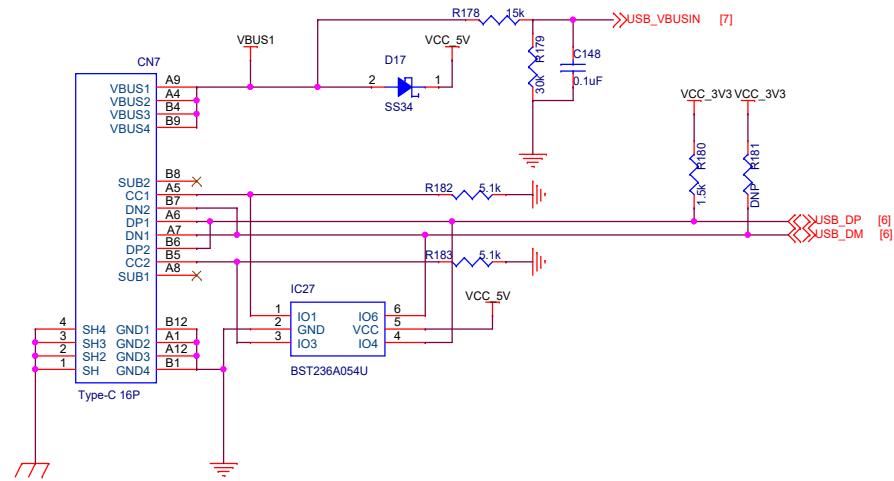 R178 15k USB_VBUSIN [7]
VBUS1 VCC_5V R179 C148
CN7 D17 30k 0.1uF
VBUS1 A9 2 1 VCC_3V3 VCC_3V3
VBUS2 A4 SS34
VBUS3 B4
VBUS4 B9
R180 R181
1.5k DNP
SUB2 B8
CC1 A5 R182 5.1k
DN2 B7
DP1 A6 USB_DP [6]
DN1 A7 USB_DM [6]
DP2 B6
CC2 B5 R183 5.1k
SUB1 A8
IC27 VCC_5V
1 IO1 IO6 6
4 SH4 GND1 B12 2 GND VCC 5
3 SH3 GND2 A1 3 IO3 IO4 4
2 SH2 GND3 A12
1 SH GND4 B1 BST236A054U
Type-C 16P